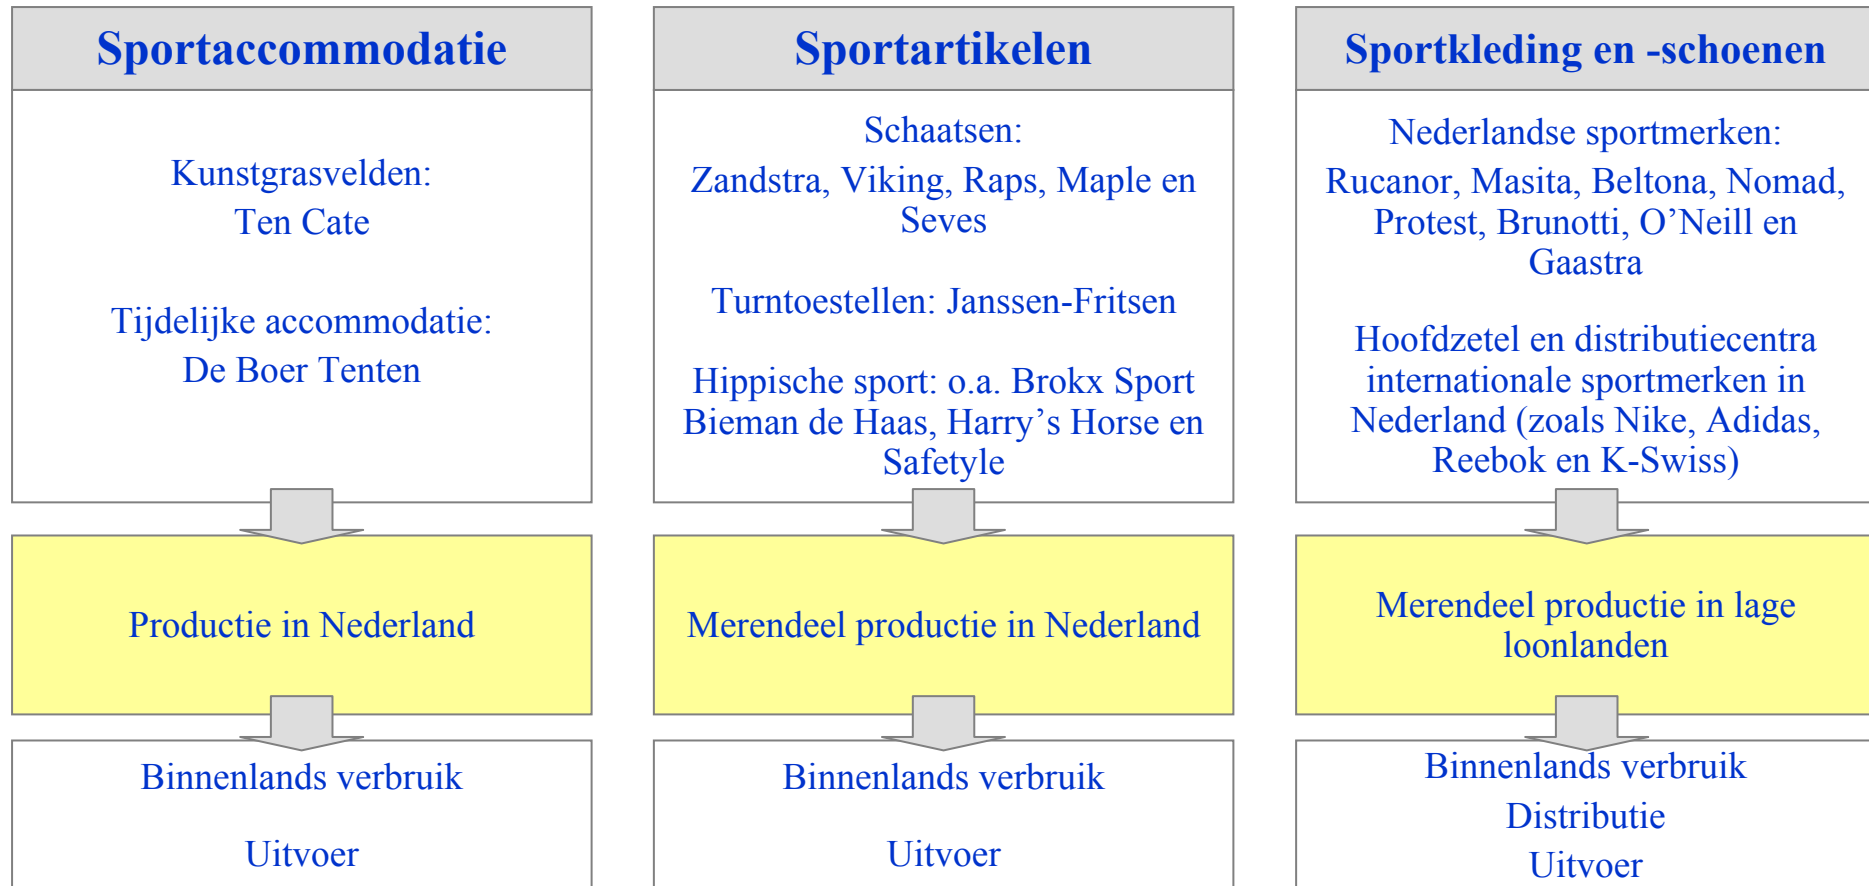 Sportaccommodatie
Kunstgrasvelden:
Ten Cate
Tijdelijke accommodatie:
De Boer Tenten
Productie in Nederland
Binnenlands verbruik
Uitvoer
Sportartikelen
Schaatsen:
Zandstra, Viking, Raps, Maple en
Seves
Turntoestellen: Janssen-Fritsen
Hippische sport: o.a. Brokx Sport
Bieman de Haas, Harry’s Horse en
Safetyle
Merendeel productie in Nederland
Binnenlands verbruik
Uitvoer
Sportkleding en -schoenen
Nederlandse sportmerken:
Rucanor, Masita, Beltona, Nomad,
Protest, Brunotti, O’Neill en
Gaastra
Hoofdzetel en distributiecentra
internationale sportmerken in
Nederland (zoals Nike, Adidas,
Reebok en K-Swiss)
Merendeel productie in lage
loonlanden
Binnenlands verbruik
Distributie
Uitvoer